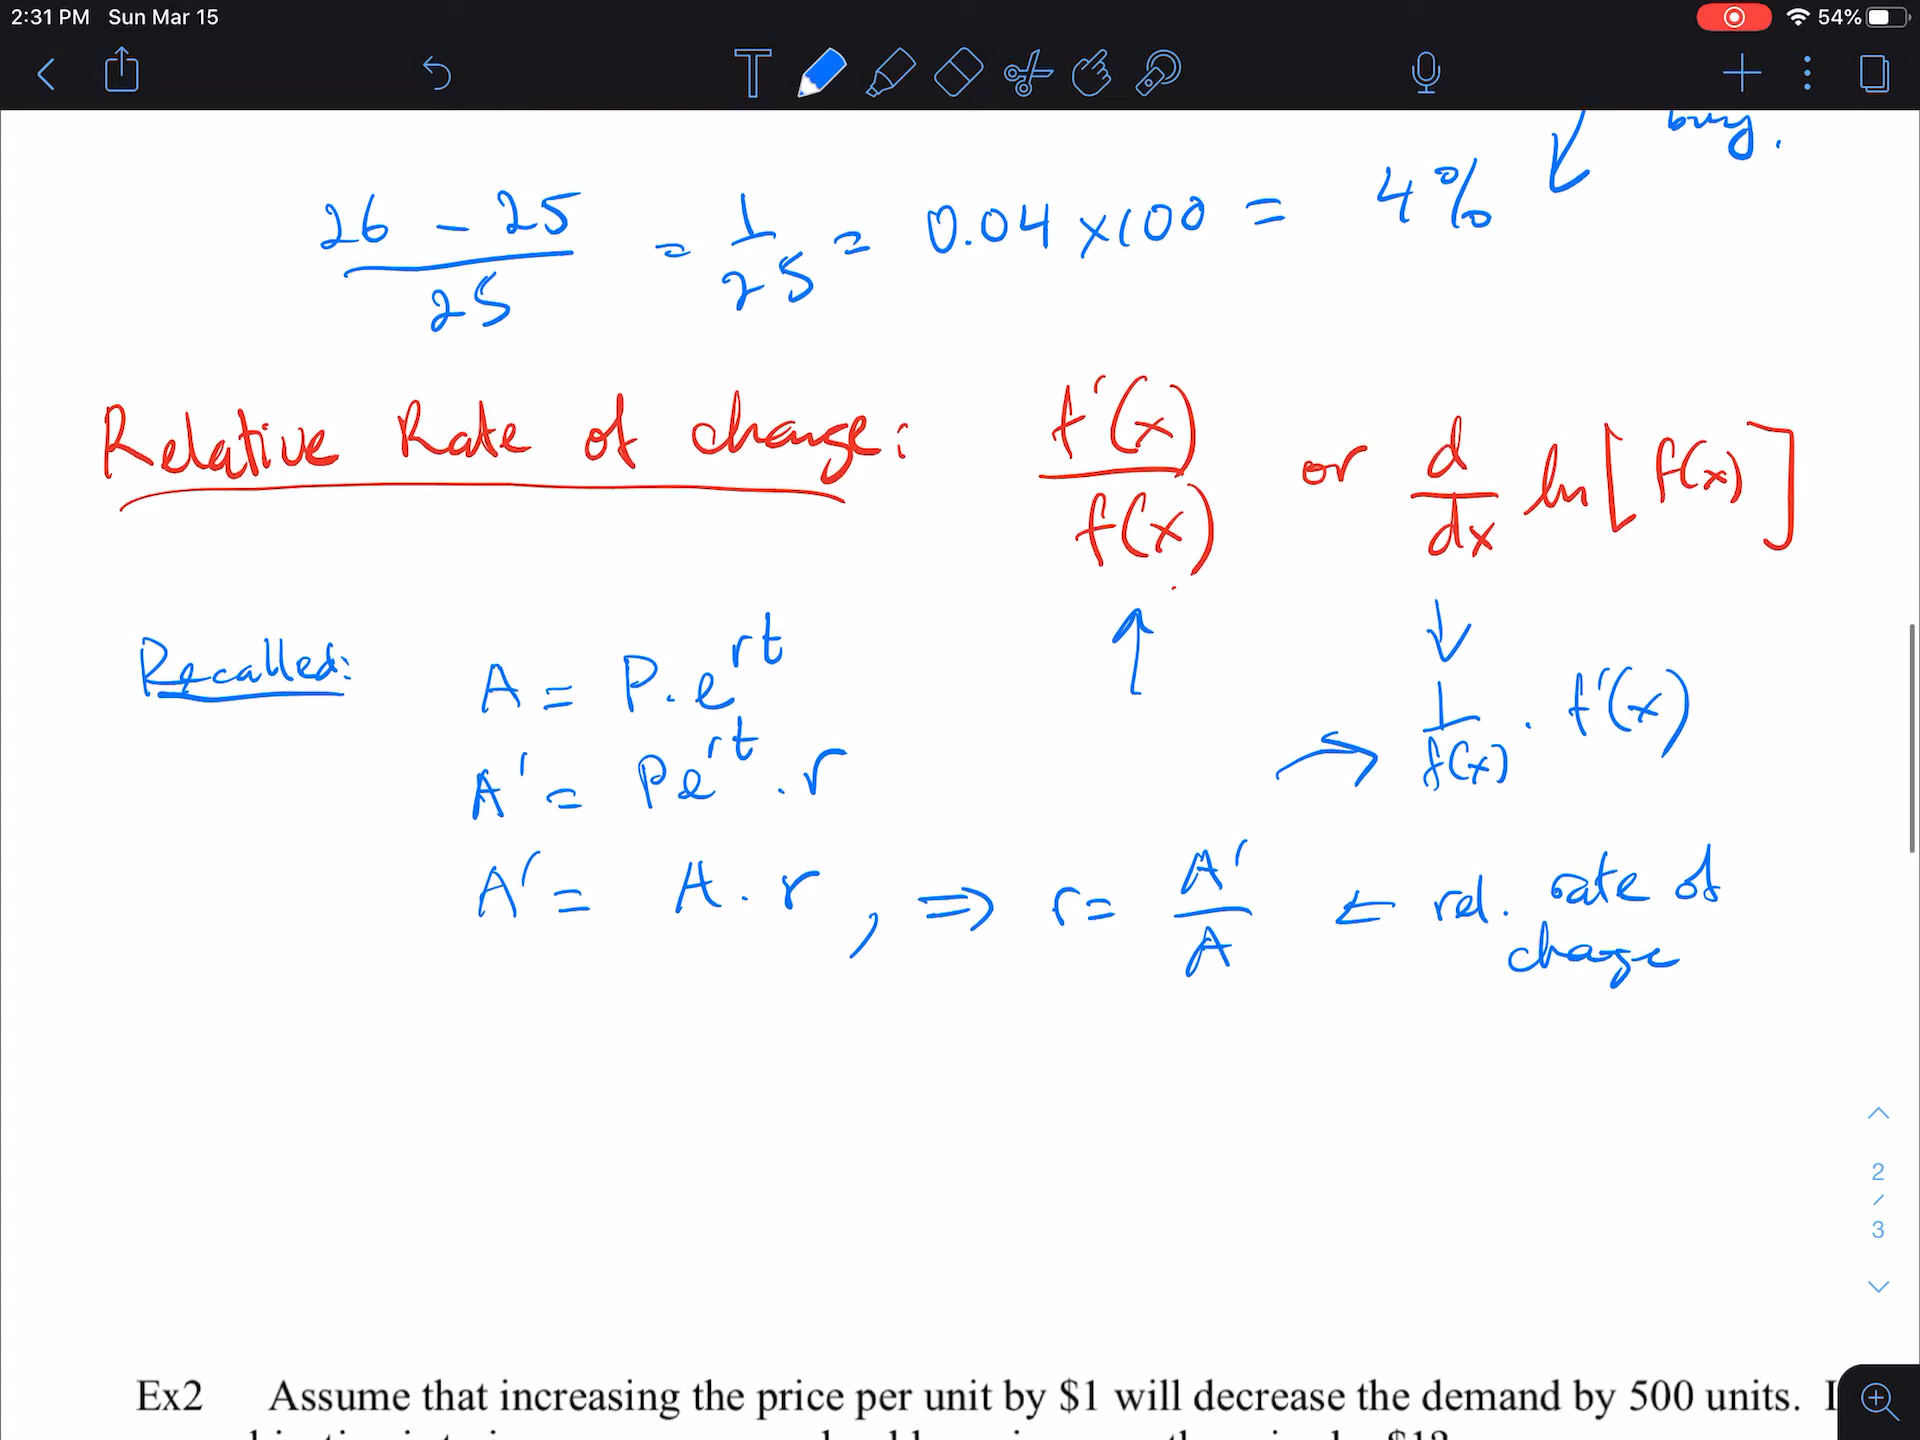 2:31 PM Sun Mar 15 54%
T
buy.
26 - 25 / 25 = 1/25 = 0.04 x100 = 4%
Relative Rate of change: f'(x)/f(x) or d/dx ln[f(x)]
Recalled: A = P.e^rt
1/f(x) · f'(x)
A' = Pe^rt . r
A' = A . r , => r = A'/A ← rel. rate of
change
2
/
3
Ex2 Assume that increasing the price per unit by $1 will decrease the demand by 500 units.